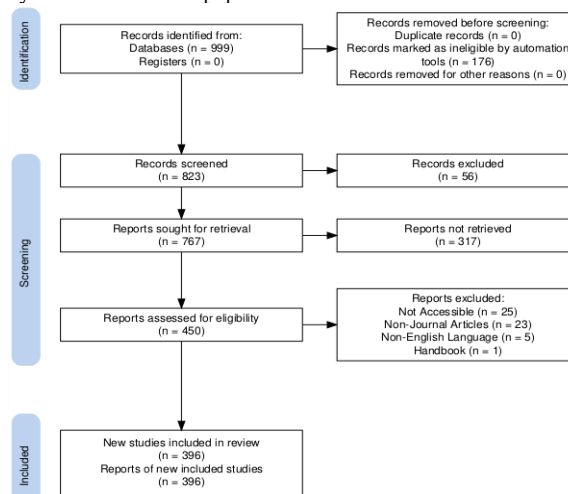 Identification
Records identified from:
Databases (n = 999)
Registers (n = 0)
Records removed before screening:
Duplicate records (n = 0)
Records marked as ineligible by automation
tools (n = 176)
Records removed for other reasons (n = 0)
Screening
Records screened
(n = 823)
Records excluded
(n = 56)
Reports sought for retrieval
(n = 767)
Reports not retrieved
(n = 317)
Reports assessed for eligibility
(n = 450)
Reports excluded:
Not Accessible (n = 25)
Non-Journal Articles (n = 23)
Non-English Language (n = 5)
Handbook (n = 1)
Included
New studies included in review
(n = 396)
Reports of new included studies
(n = 396)